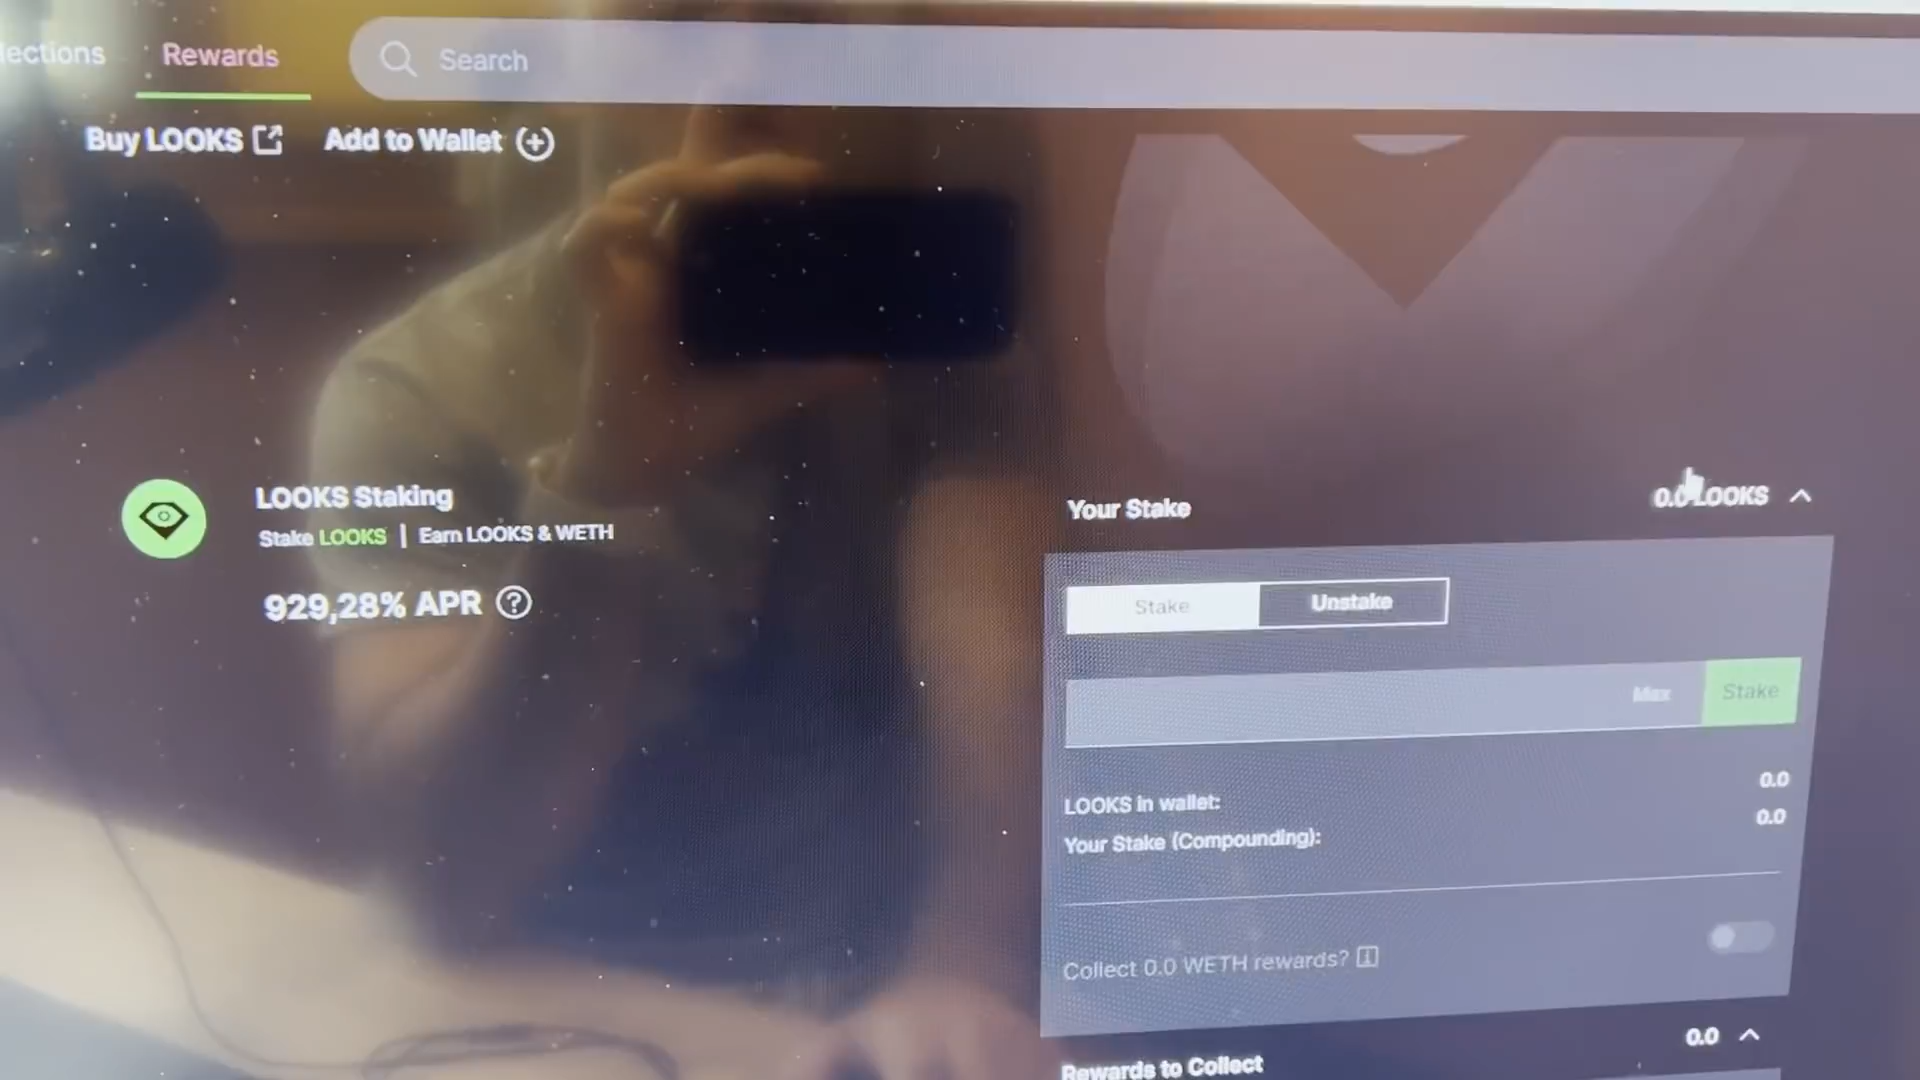 lections Rewards Search
Buy LOOKS Add to Wallet
LOOKS Staking
Stake LOOKS | Earn LOOKS & WETH
929,28% APR
Your Stake 0.0 LOOKS
Stake Unstake
Max Stake
LOOKS in wallet: 0.0
Your Stake (Compounding): 0.0
Collect 0.0 WETH rewards?
Rewards to Collect 0.0